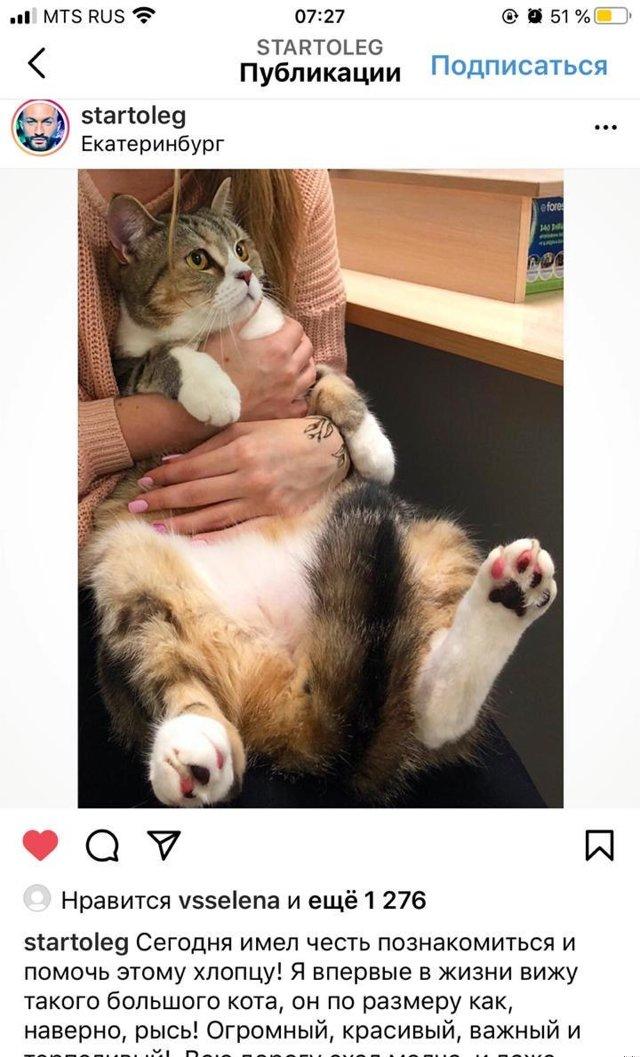 MTS RUS 07:27 51 %
STARTOLEG
Публикации Подписаться
startoleg
Екатеринбург
Нравится vsselena и ещё 1 276
startoleg Сегодня имел честь познакомиться и
помочь этому хлопцу! Я впервые в жизни вижу
такого большого кота, он по размеру как,
наверно, рысь! Огромный, красивый, важный и